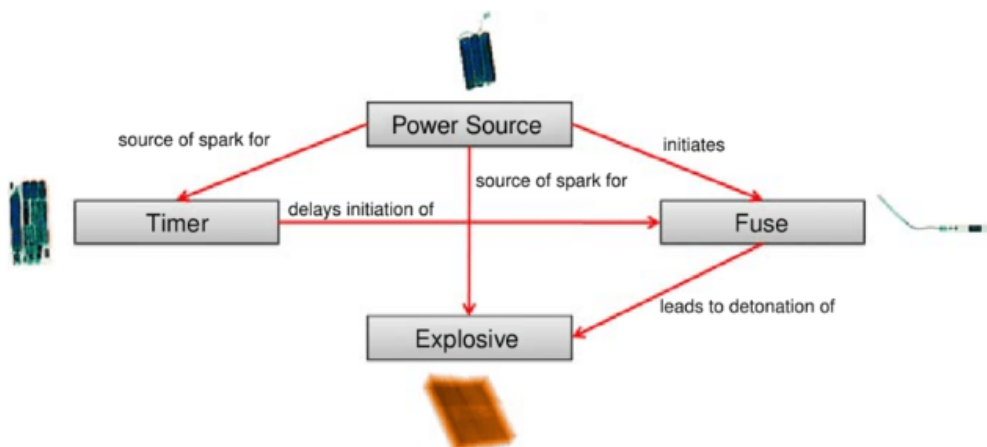 Power Source
source of spark for
initiates
source of spark for
Timer
delays initiation of
Fuse
leads to detonation of
Explosive